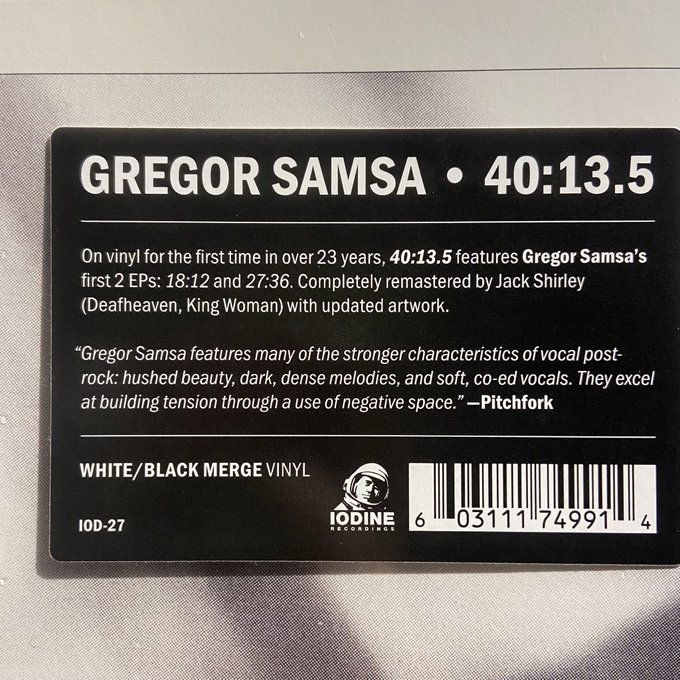 GREGOR SAMSA • 40:13.5
On vinyl for the first time in over 23 years, 40:13.5 features Gregor Samsa's
first 2 EPs: 18:12 and 27:36. Completely remastered by Jack Shirley
(Deafheaven, King Woman) with updated artwork.
“Gregor Samsa features many of the stronger characteristics of vocal post-
rock: hushed beauty, dark, dense melodies, and soft, co-ed vocals. They excel
at building tension through a use of negative space.” —Pitchfork
WHITE/BLACK MERGE VINYL
IOD-27
IODINE
RECORDINGS
6 03111 74991 4